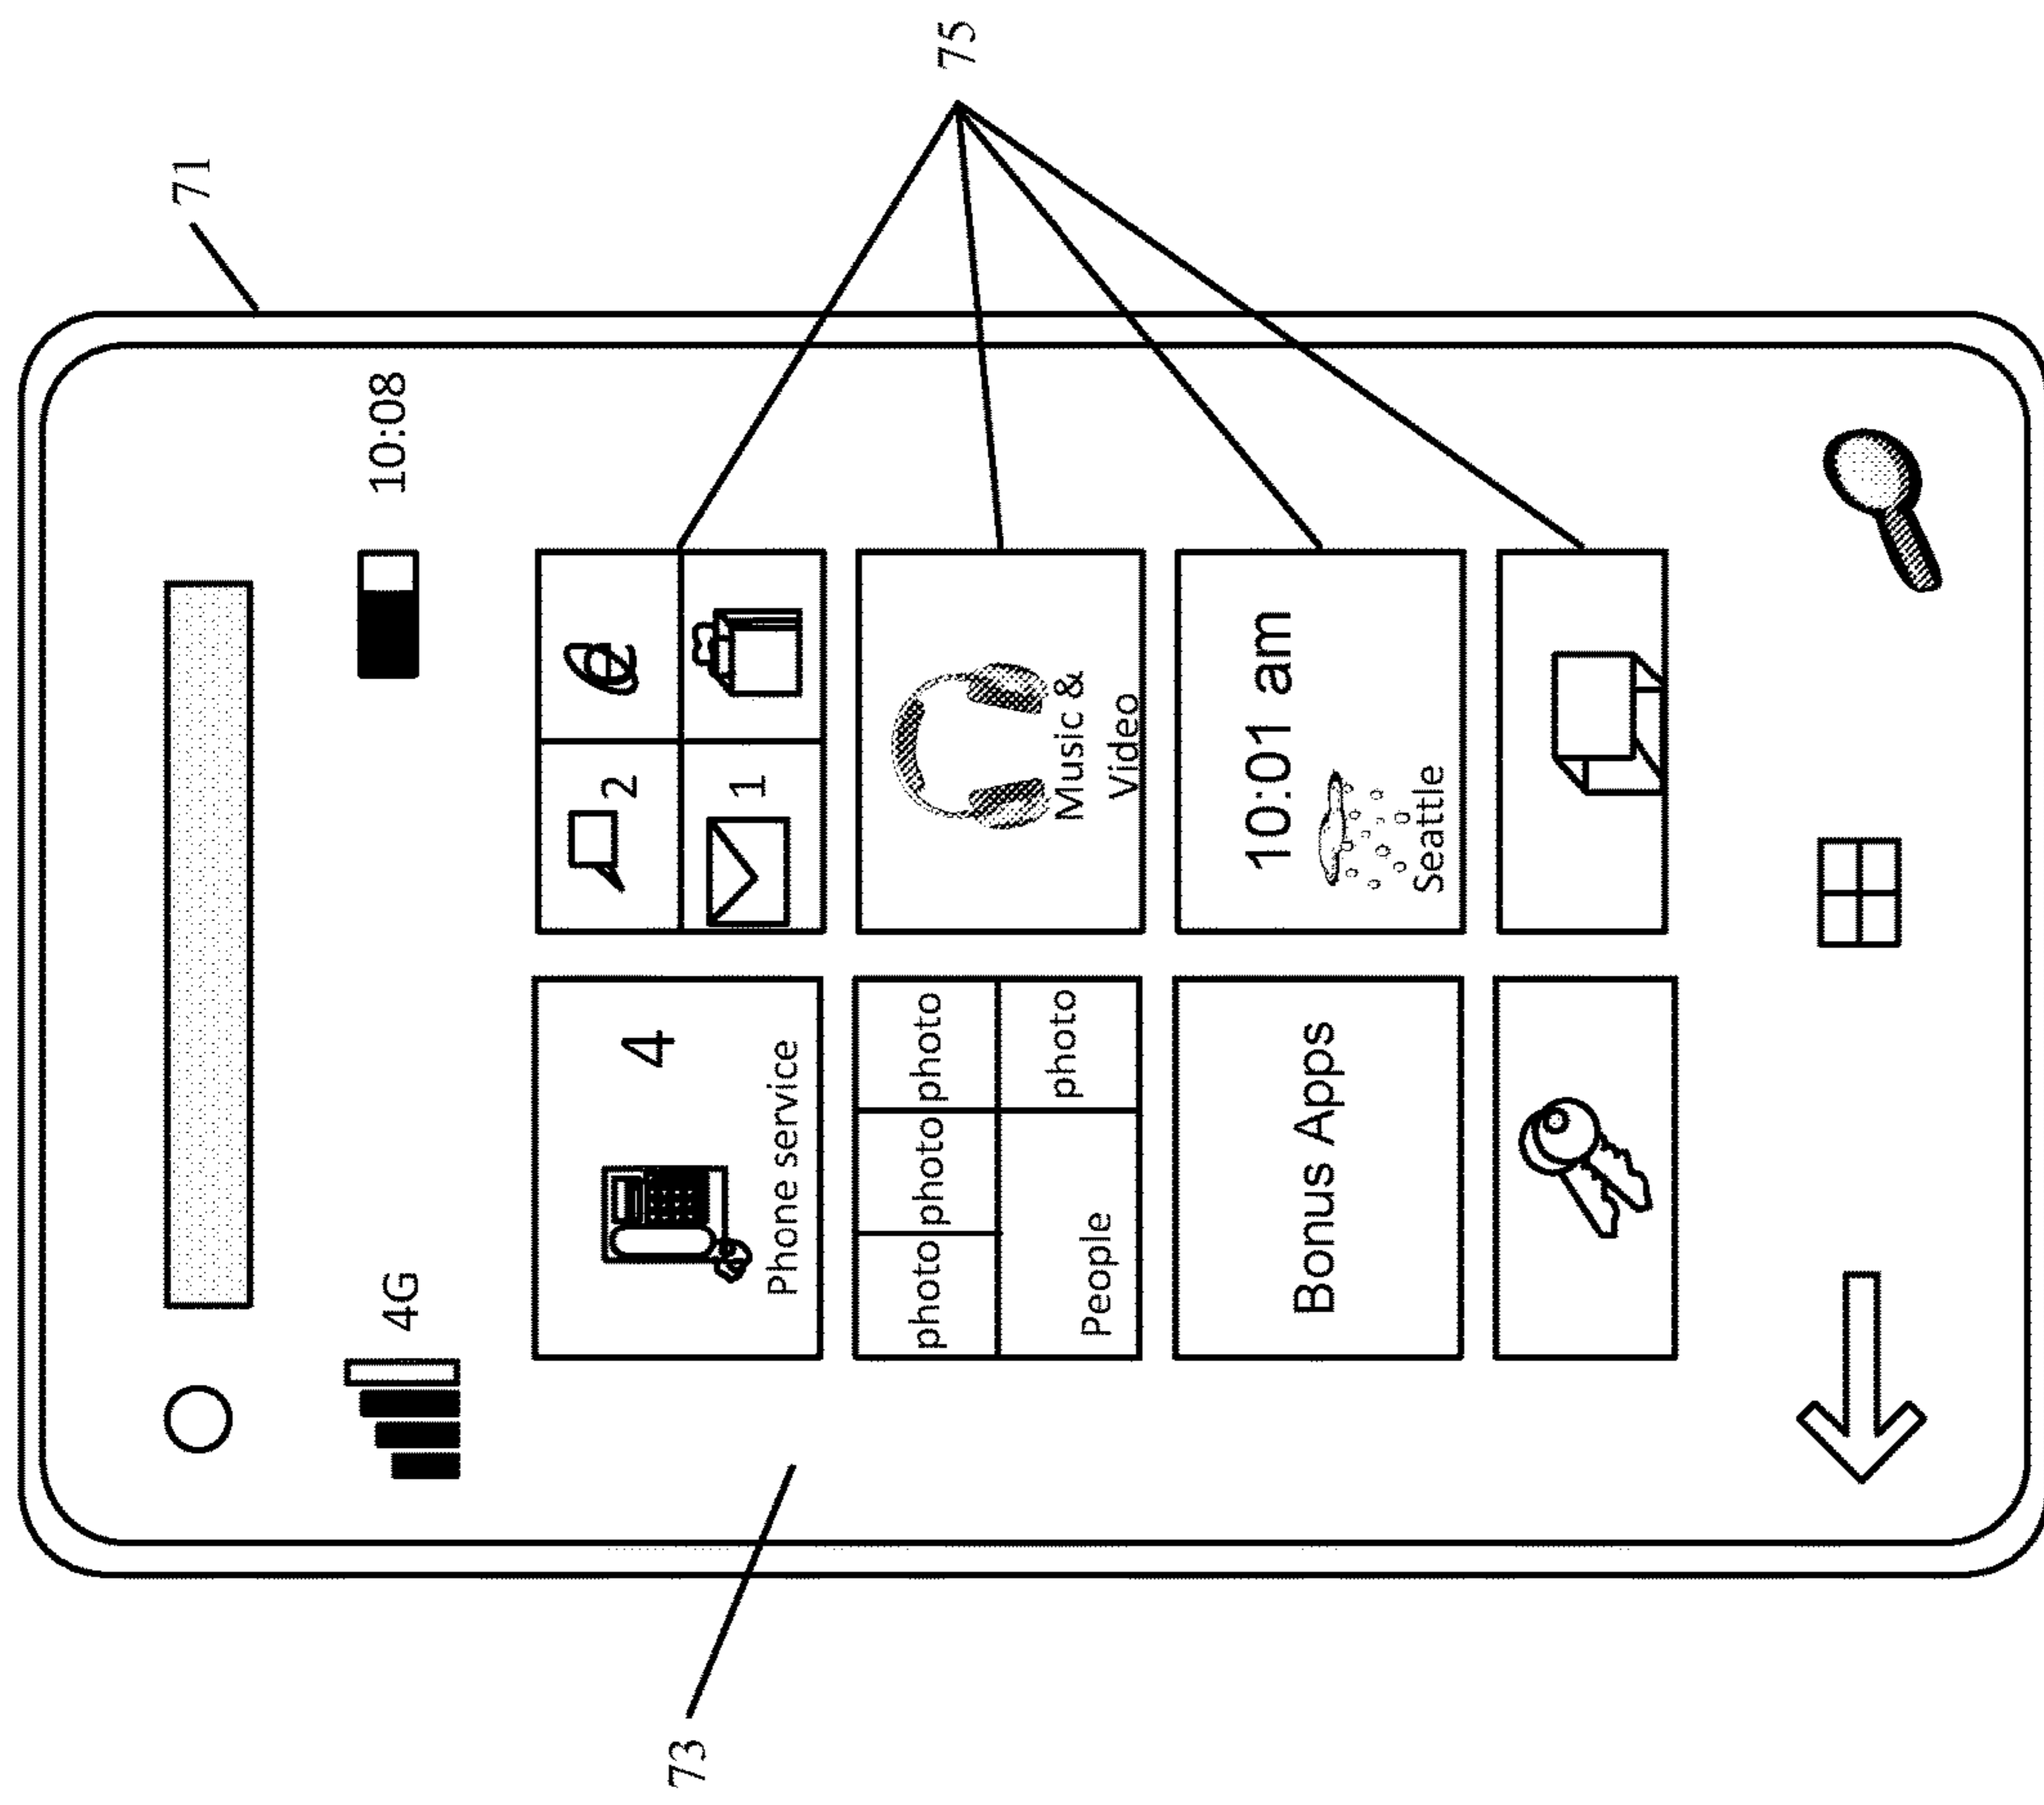 71
4G
10:08
4
Phone service
2
1
75
photo
photo
photo
People
photo
Music &
Video
73
Bonus Apps
10:01 am
Seattle